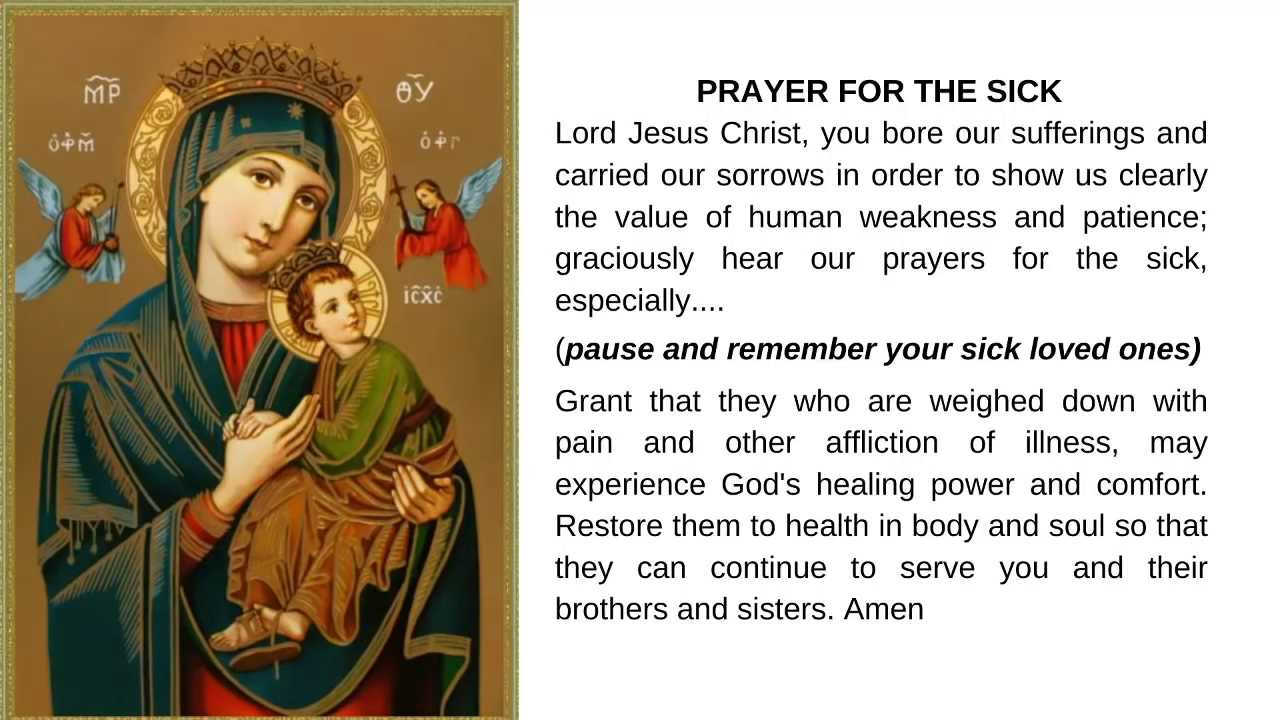 ΜΡ
ΘΥ
PRAYER FOR THE SICK
Lord Jesus Christ, you bore our sufferings and
carried our sorrows in order to show us clearly
the value of human weakness and patience;
graciously hear our prayers for the sick,
especially....
(pause and remember your sick loved ones)
Grant that they who are weighed down with
pain and other affliction of illness, may
experience God's healing power and comfort.
Restore them to health in body and soul so that
they can continue to serve you and their
brothers and sisters. Amen